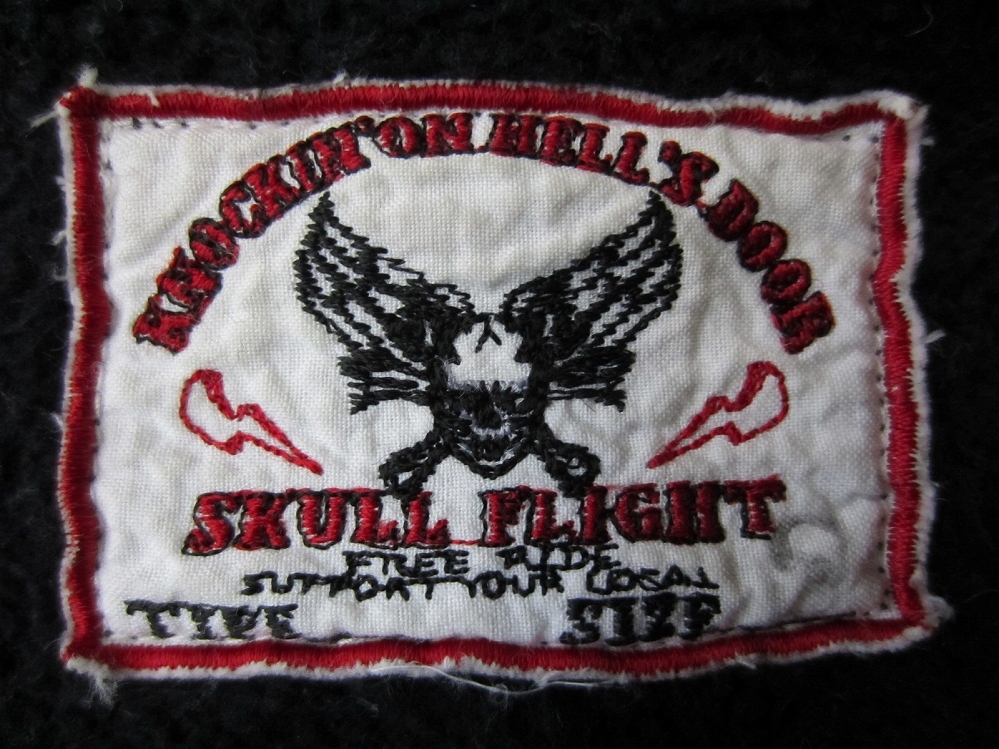 KNOCKIN' ON HELL'S DOOR
SKULL FLIGHT
FREE RIDE
SUPPORT YOUR LOCAL
TYPE SIZE